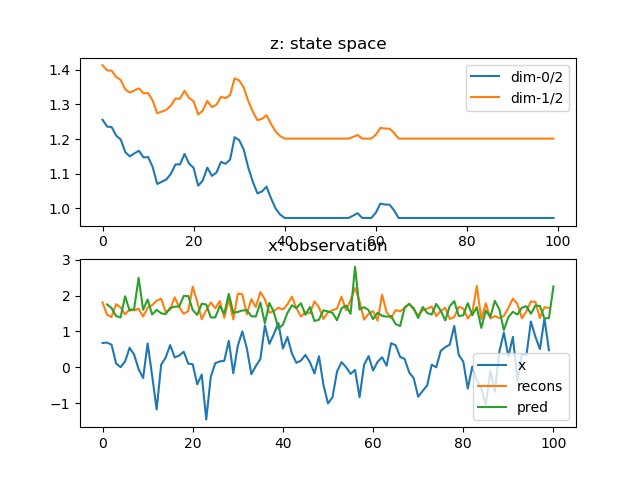 z: state space
1.4
1.3
1.2
1.1
1.0
dim-0/2
dim-1/2
0 20 40 60 80 100
x: observation
3
2
1
0
−1
x
recons
pred
0 20 40 60 80 100